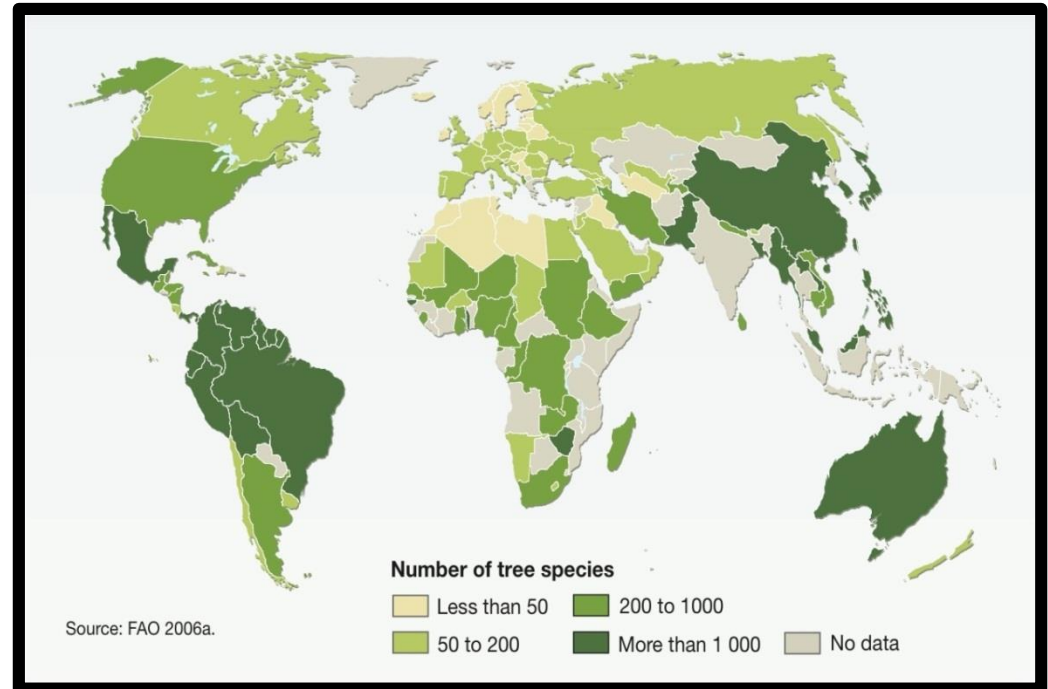 Number of tree species
Less than 50
200 to 1000
50 to 200
More than 1 000
No data
Source: FAO 2006a.